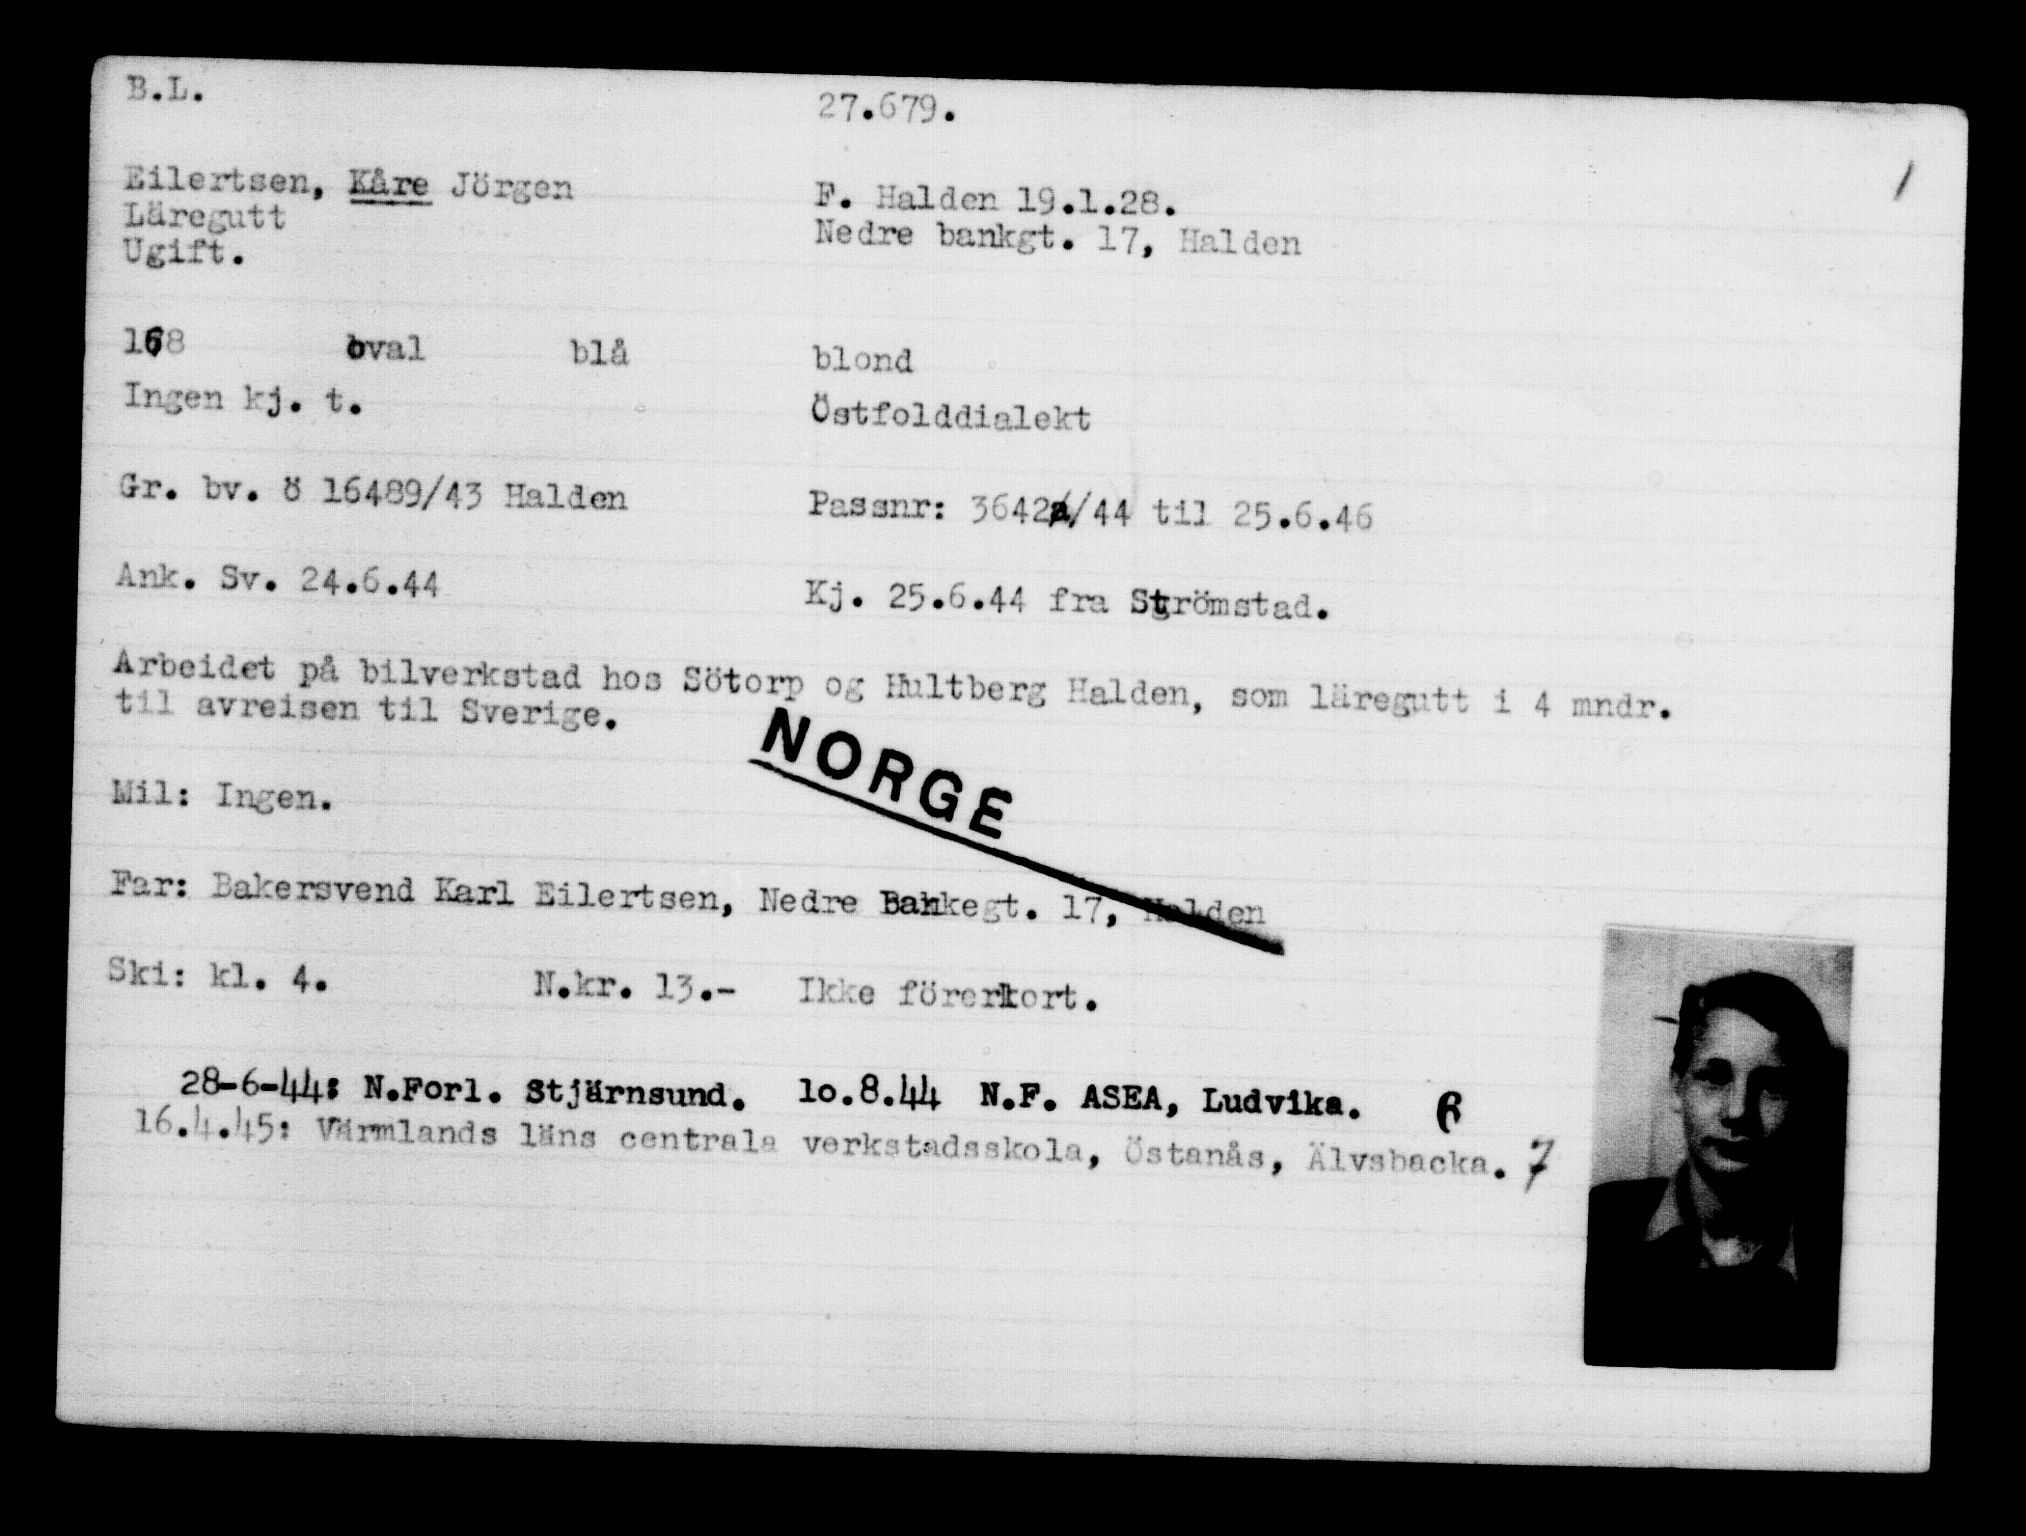 B.L. 27.679.
1
Eilertsen, Kåre Jörgen F. Halden 19.1.28.
Läregutt Nedre bankgt. 17, Halden
Ugift.
168 oval blå blond
Ingen kj. t. Östfolddialekt
Gr. bv. ö 16489/43 Halden Passnr: 3642/44 til 25.6.46
Ank. Sv. 24.6.44 Kj. 25.6.44 fra Strömstad.
Arbeidet på bilverkstad hos Sötorp og Hultberg Halden, som läregutt i 4 mndr.
til avreisen til Sverige.
NORGE
Mil: Ingen.
Far: Bakersvend Karl Eilertsen, Nedre Bankegt. 17, Halden
Ski: kl. 4. N.kr. 13.- Ikke förerkort.
28-6-44: N.Forl. Stjärnsund. 10.8.44 N.F. ASEA, Ludvika.
16.4.45: Värmlands läns centrala verkstadsskola, Östanås, Älvsbacka. 7